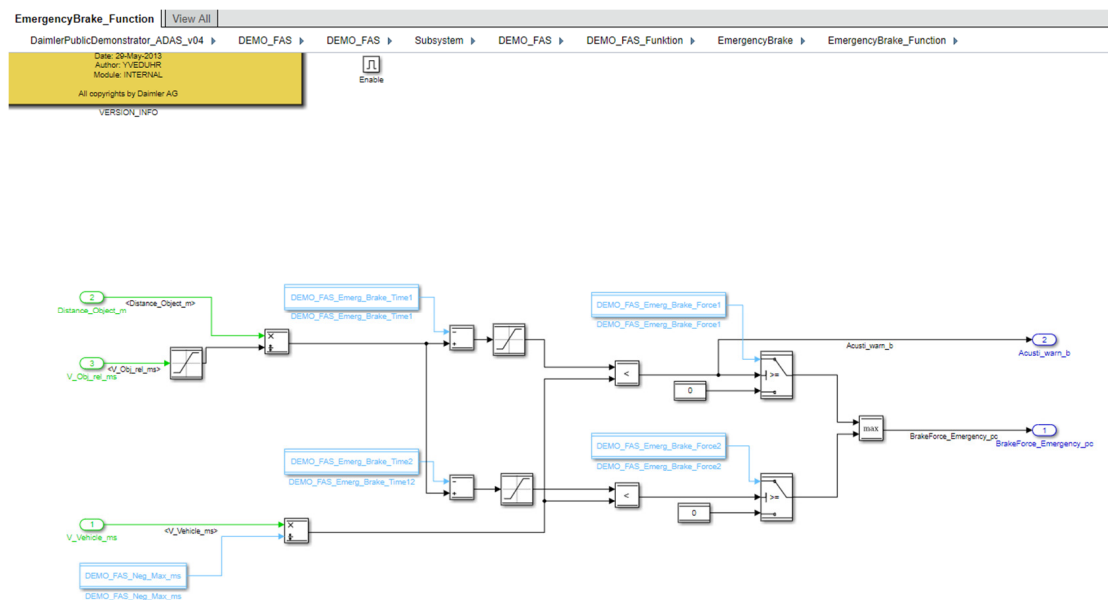 EmergencyBrake_Function View All
DaimlerPublicDemonstrator_ADAS_v04 DEMO_FAS DEMO_FAS Subsystem DEMO_FAS DEMO_FAS_Funktion EmergencyBrake EmergencyBrake_Function
Date: 29-May-2013
Author: YVEDUHR
Module: INTERNAL
All copyrights by Daimler AG
VERSION_INFO
Enable
2
<Distance_Object_m>
Distance_Object_m
DEMO_FAS_Emerg_Brake_Time1
DEMO_FAS_Emerg_Brake_Time1
DEMO_FAS_Emerg_Brake_Force1
DEMO_FAS_Emerg_Brake_Force1
3
<V_Obj_rel_ms>
V_Obj_rel_ms
×
÷
-
+
<
>=
0
Acusti_warn_b
2
Acusti_warn_b
max
BrakeForce_Emergency_pc
1
BrakeForce_Emergency_pc
DEMO_FAS_Emerg_Brake_Time2
DEMO_FAS_Emerg_Brake_Time12
DEMO_FAS_Emerg_Brake_Force2
DEMO_FAS_Emerg_Brake_Force2
-
+
<
>=
0
1
<V_Vehicle_ms>
V_Vehicle_ms
×
÷
DEMO_FAS_Neg_Max_ms
DEMO_FAS_Neg_Max_ms